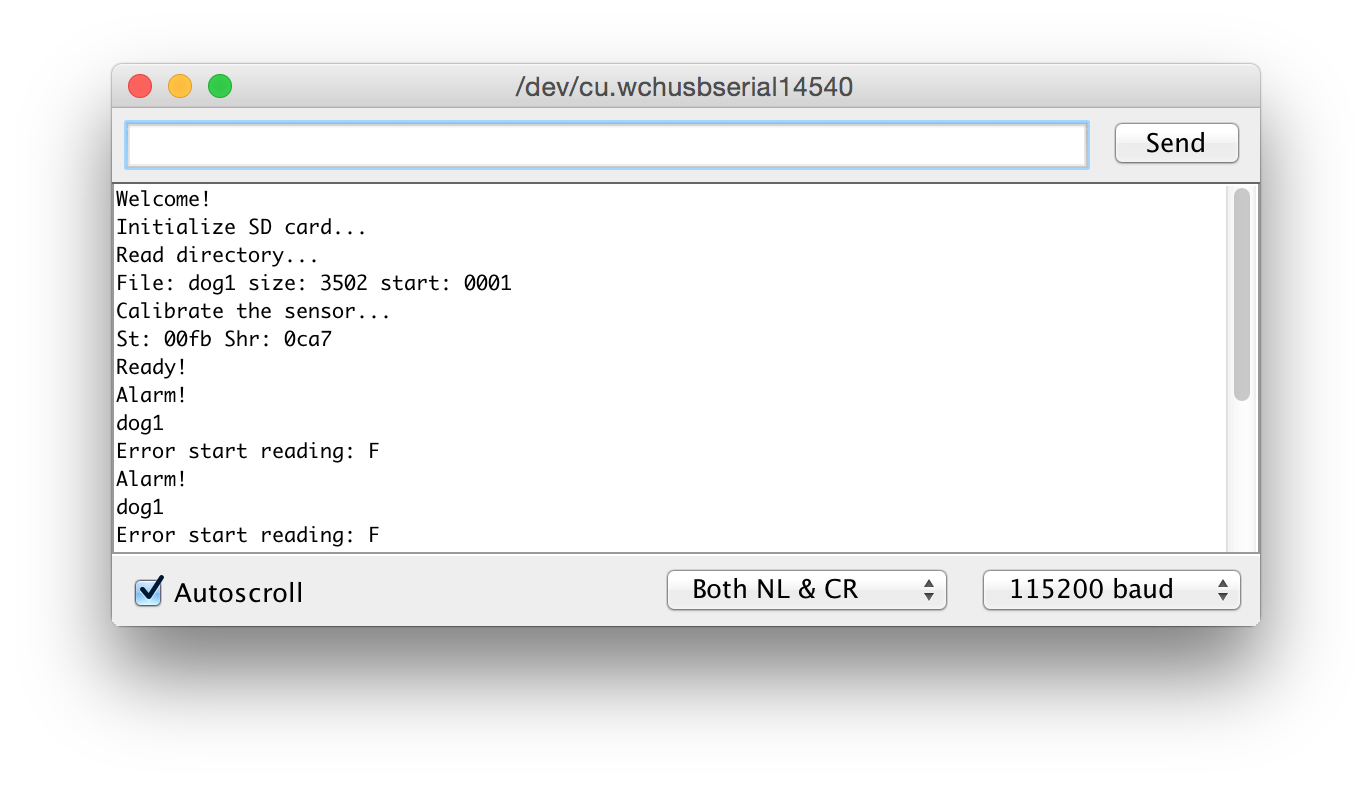 /dev/cu.wchusbserial14540
Send
Welcome!
Initialize SD card...
Read directory...
File: dog1 size: 3502 start: 0001
Calibrate the sensor...
St: 00fb Shr: 0ca7
Ready!
Alarm!
dog1
Error start reading: F
Alarm!
dog1
Error start reading: F
Autoscroll
Both NL & CR
115200 baud